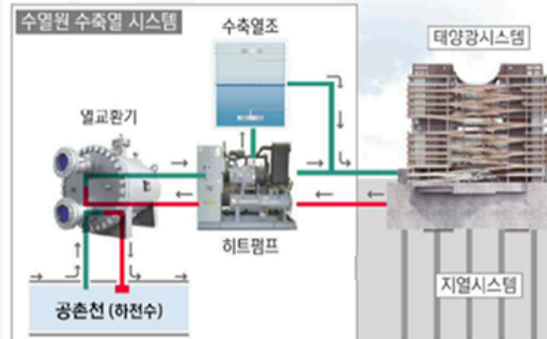 수열원 수축열 시스템
수축열조
태양광시스템
열교환기
히트펌프
지열시스템
공촌천 (하천수)